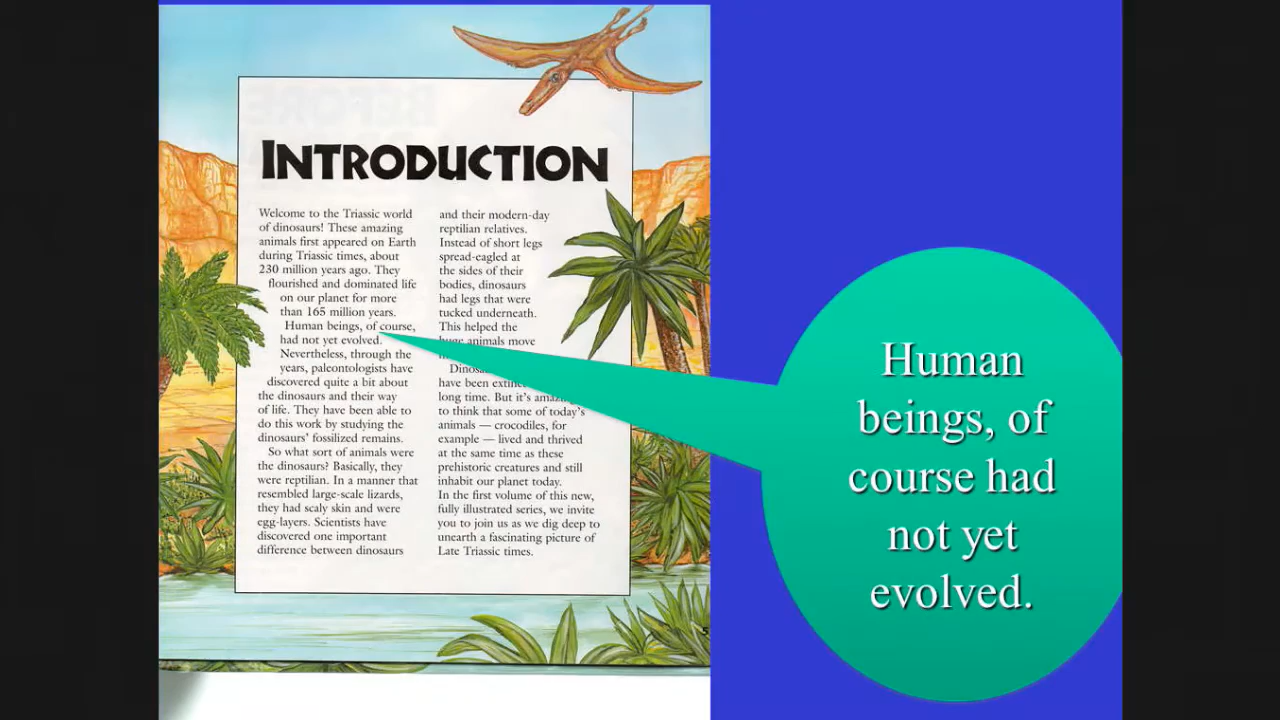 INTRODUCTION
Welcome to the Triassic world
of dinosaurs! These amazing
animals first appeared on Earth
during Triassic times, about
230 million years ago. They
flourished and dominated life
on our planet for more
than 165 million years.
Human beings, of course,
had not yet evolved.
Nevertheless, through the
years, paleontologists have
discovered quite a bit about
the dinosaurs and their way
of life. They have been able to
do this work by studying the
dinosaurs' fossilized remains.
So what sort of animals were
the dinosaurs? Basically, they
were reptilian. In a manner that
resembled large-scale lizards,
they had scaly skin and were
egg-layers. Scientists have
discovered one important
difference between dinosaurs
and their modern-day
reptilian relatives.
Instead of short legs
spread-eagled at
the sides of their
bodies, dinosaurs
had legs that were
tucked underneath.
This helped the
huge animals move
have been extinct
long time. But it's amazing
to think that some of today's
animals — crocodiles, for
example — lived and thrived
at the same time as these
prehistoric creatures and still
inhabit our planet today.
In the first volume of this new,
fully illustrated series, we invite
you to join us as we dig deep to
unearth a fascinating picture of
Late Triassic times.
5
Human
beings, of
course had
not yet
evolved.